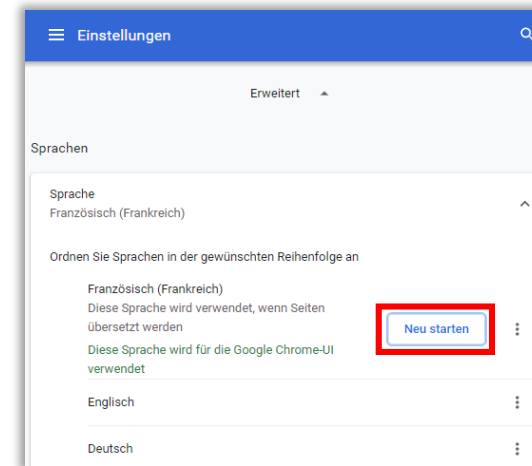 Einstellungen
Erweitert
Sprachen
Sprache
Französisch (Frankreich)
Ordnen Sie Sprachen in der gewünschten Reihenfolge an
Französisch (Frankreich)
Diese Sprache wird verwendet, wenn Seiten
übersetzt werden
Neu starten
Diese Sprache wird für die Google Chrome-UI
verwendet
Englisch
Deutsch